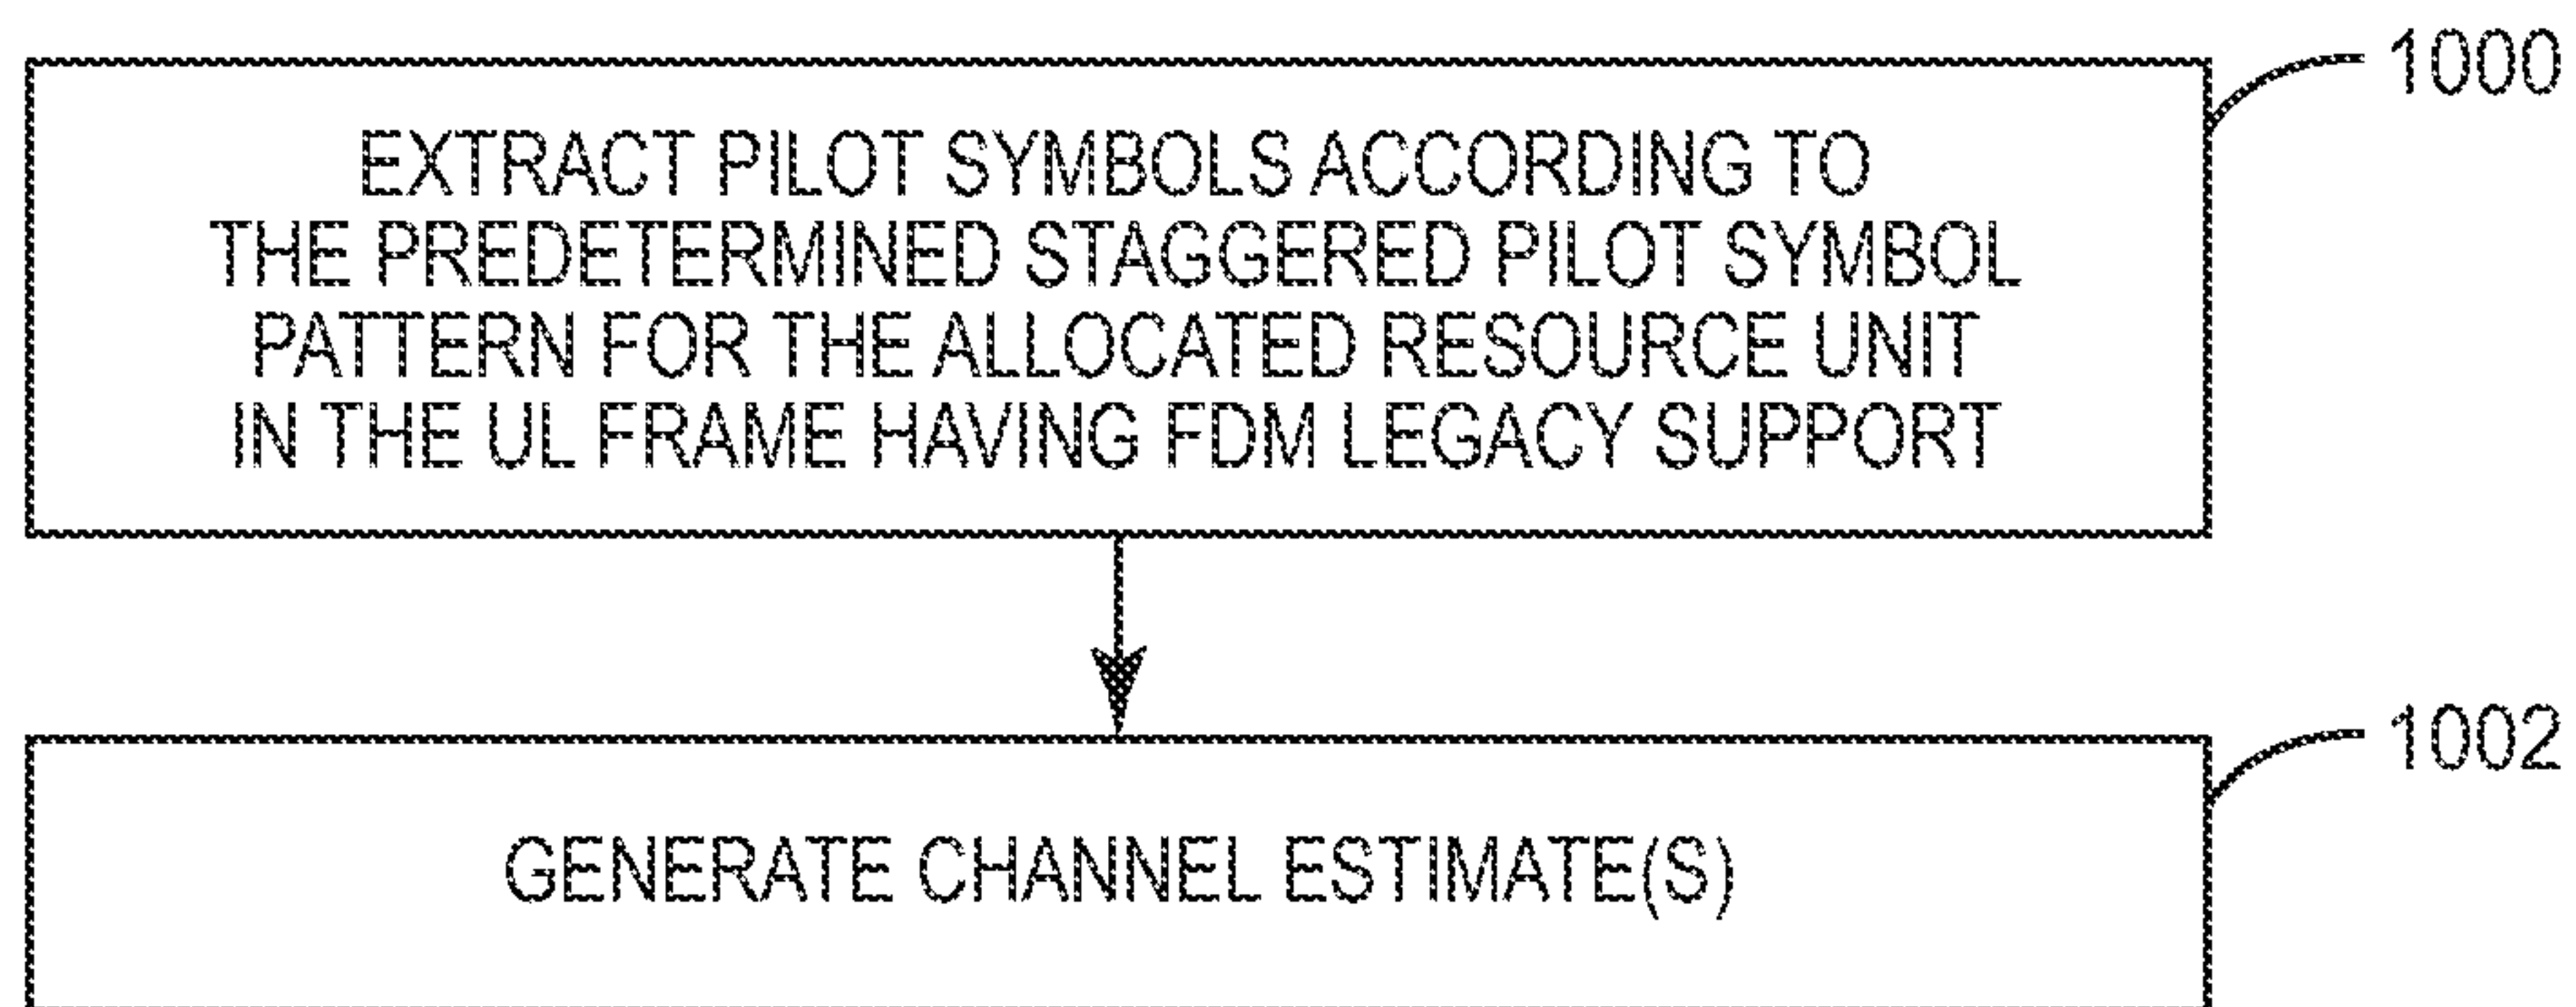 1000
EXTRACT PILOT SYMBOLS ACCORDING TO
THE PREDETERMINED STAGGERED PILOT SYMBOL
PATTERN FOR THE ALLOCATED RESOURCE UNIT
IN THE UL FRAME HAVING FDM LEGACY SUPPORT
1002
GENERATE CHANNEL ESTIMATE(S)